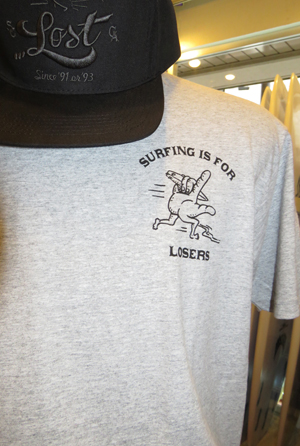 Lost
Since '91 or '93
SURFING IS FOR
LOSERS